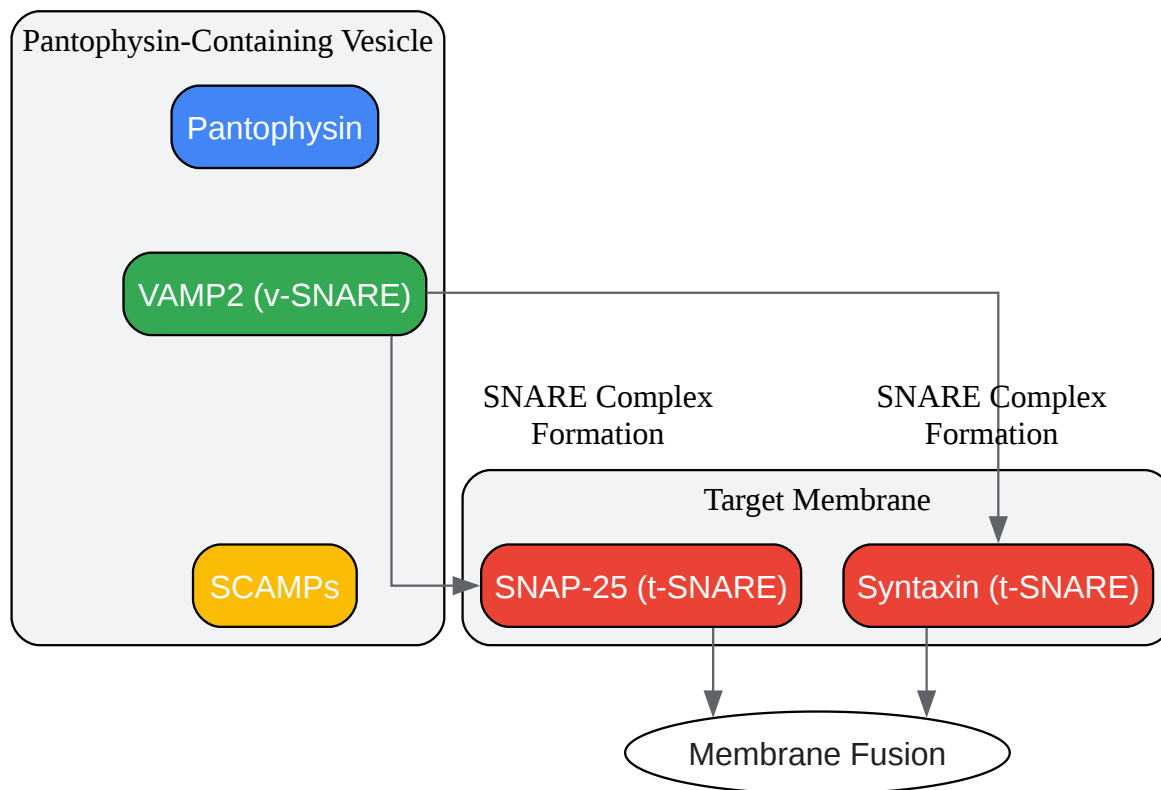 Pantophysin-Containing Vesicle
Pantophysin
VAMP2 (v-SNARE)
SNARE Complex
Formation
SNARE Complex
Formation
Target Membrane
SCAMPs
SNAP-25 (t-SNARE)
Syntaxin (t-SNARE)
Membrane Fusion